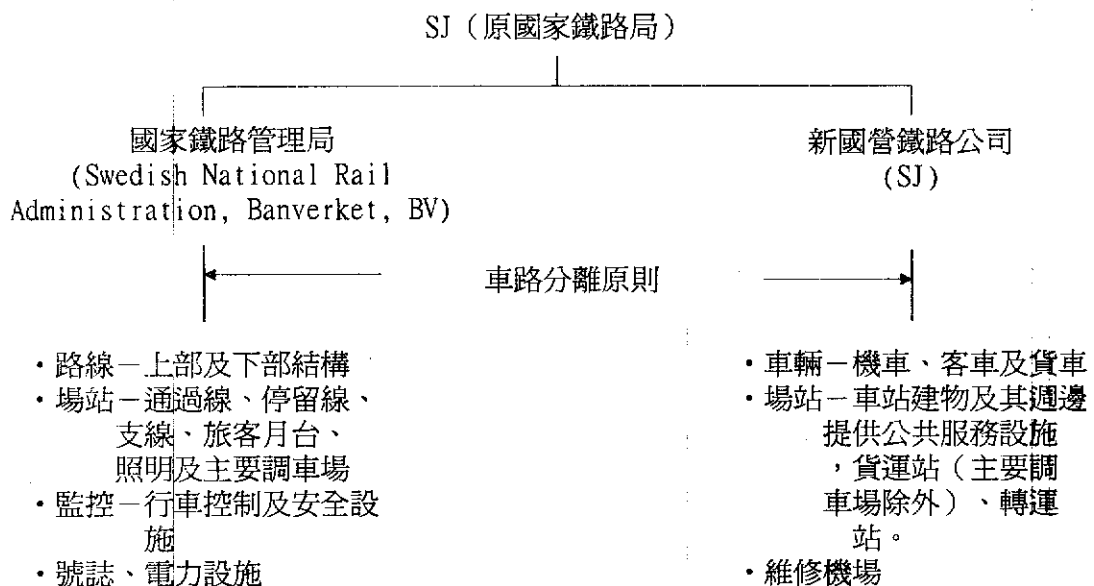 SJ（原國家鐵路局）
國家鐵路管理局
(Swedish National Rail
Administration, Banverket, BV)
新國營鐵路公司
(SJ)
車路分離原則
・路線－上部及下部結構
・場站－通過線、停留線、
支線、旅客月台、
照明及主要調車場
・監控－行車控制及安全設
施
・號誌、電力設施
・車輛－機車、客車及貨車
・場站－車站建物及其週邊
提供公共服務設施
，貨運站（主要調
車場除外）、轉運
站。
・維修機場